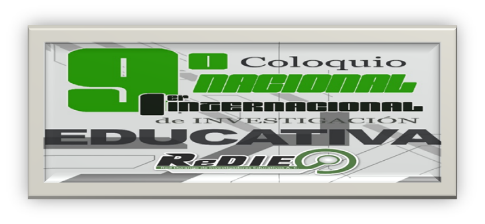 9º Coloquio
NACIONAL
1er INTERNACIONAL
de INVESTIGACIÓN
EDUCATIVA
ReDIE